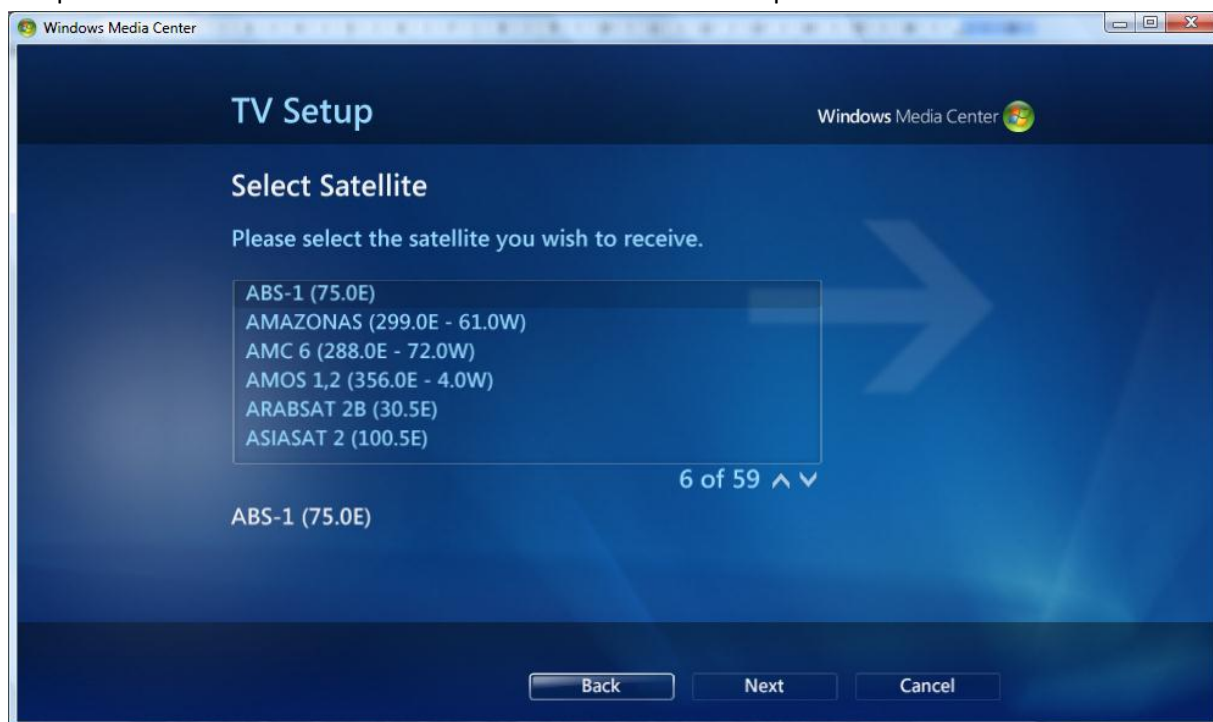 Windows Media Center
TV Setup
Windows Media Center
Select Satellite
Please select the satellite you wish to receive.
ABS-1 (75.0E)
AMAZONAS (299.0E - 61.0W)
AMC 6 (288.0E - 72.0W)
AMOS 1,2 (356.0E - 4.0W)
ARABSAT 2B (30.5E)
ASIASAT 2 (100.5E)
6 of 59
ABS-1 (75.0E)
Back Next Cancel